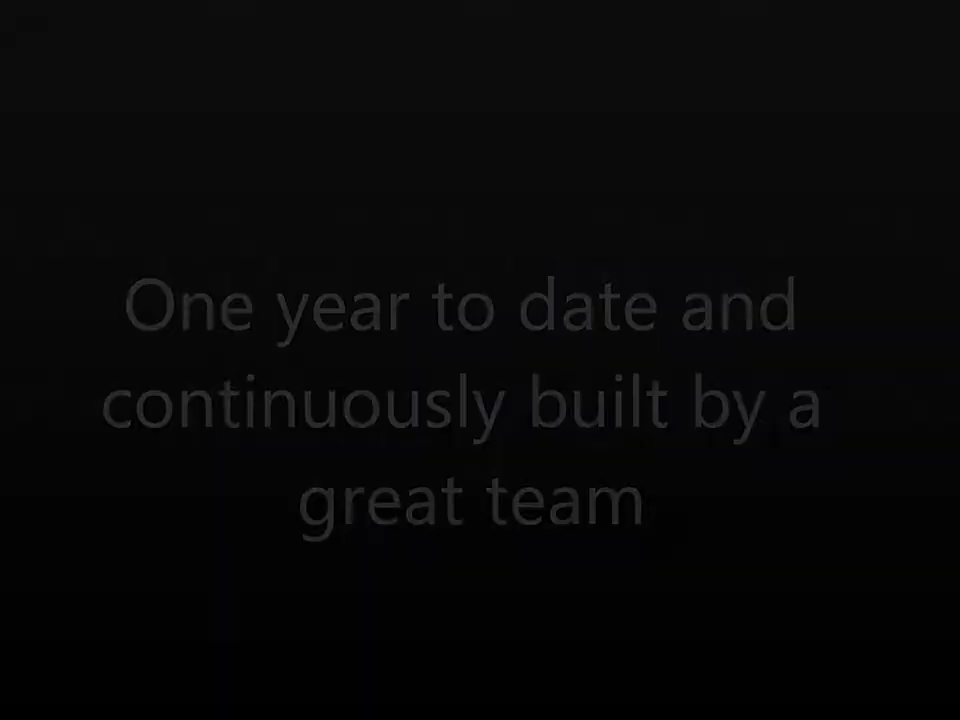 One year to date and
continuously built by a
great team